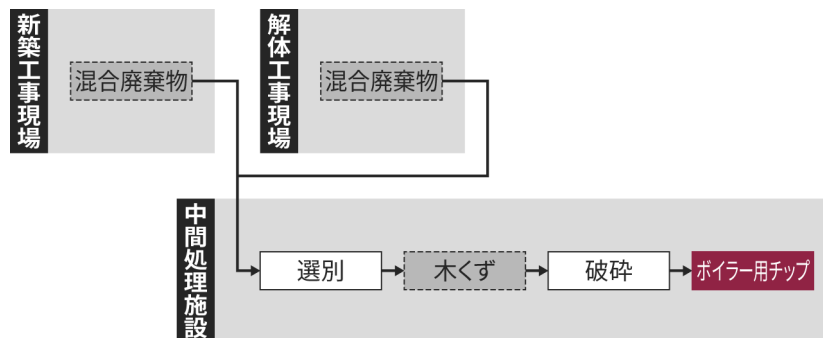 新築工事現場
混合廃棄物
解体工事現場
混合廃棄物
中間処理施設
選別
木くず
破砕
ボイラー用チップ